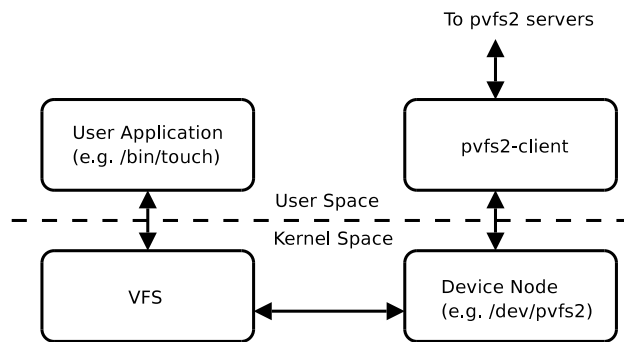 To pvfs2 servers
User Application
(e.g. /bin/touch)
pvfs2-client
User Space
Kernel Space
VFS
Device Node
(e.g. /dev/pvfs2)